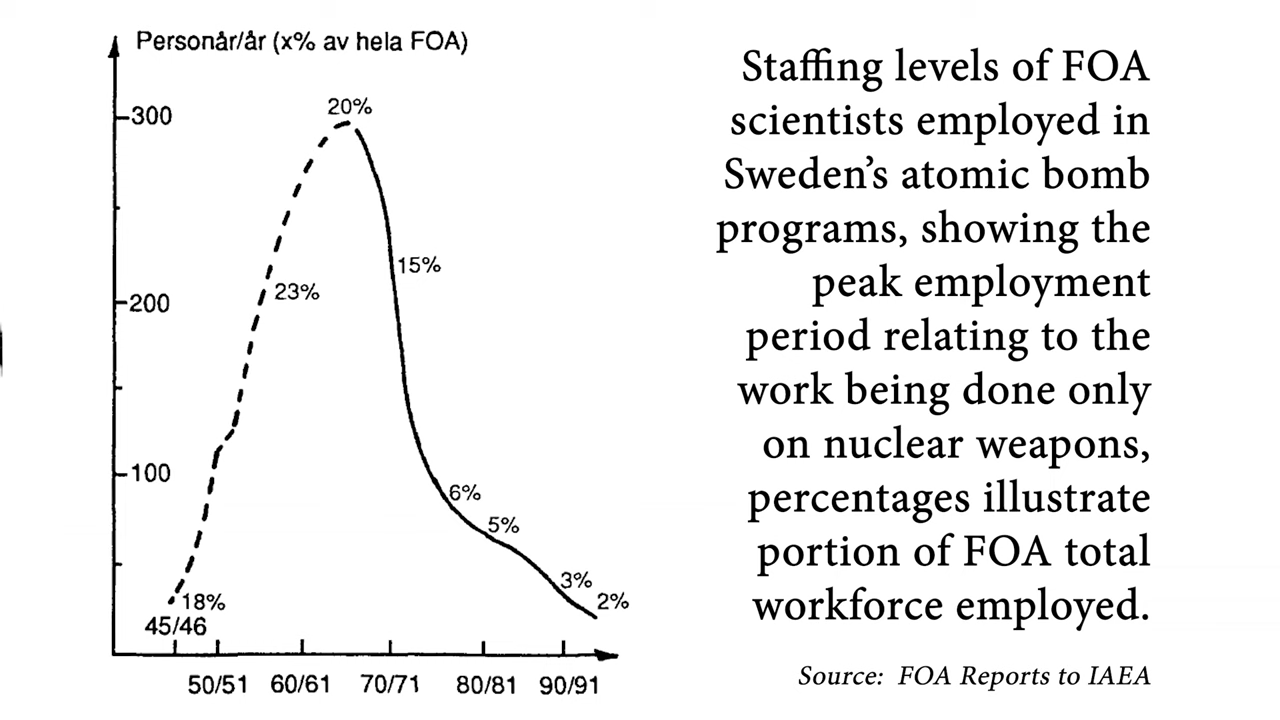 Personår/år (x% av hela FOA)
300
200
100
20%
23%
15%
6%
5%
3%
2%
18%
45/46
50/51 60/61 70/71 80/81 90/91
Staffing levels of FOA
scientists employed in
Sweden’s atomic bomb
programs, showing the
peak employment
period relating to the
work being done only
on nuclear weapons,
percentages illustrate
portion of FOA total
workforce employed.
Source: FOA Reports to IAEA